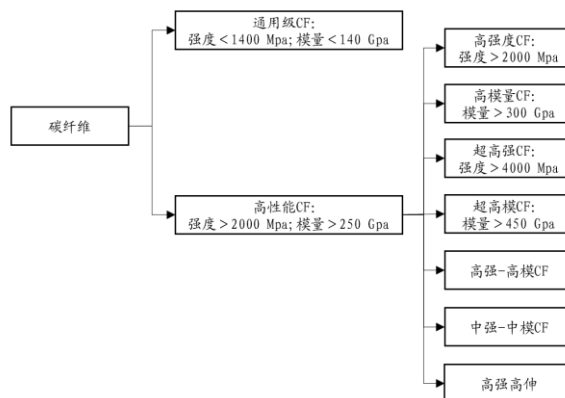 碳纤维
通用级CF:
强度<1400 Mpa;模量<140 Gpa
高性能CF:
强度>2000 Mpa;模量>250 Gpa
高强度CF:
强度>2000 Mpa
高模量CF:
模量>300 Gpa
超高强CF:
强度>4000 Mpa
超高模CF:
模量>450 Gpa
高强-高模CF
中强-中模CF
高强高伸